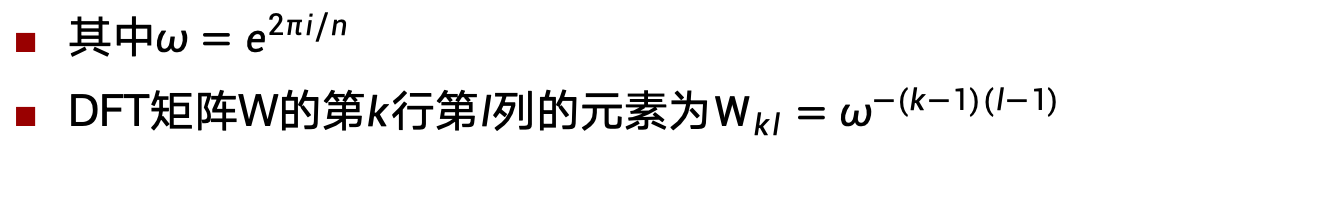 ■ 其中ω = e^{2πi/n}
■ DFT矩阵W的第k行第l列的元素为W_{kl} = ω^{−(k−1)(l−1)}